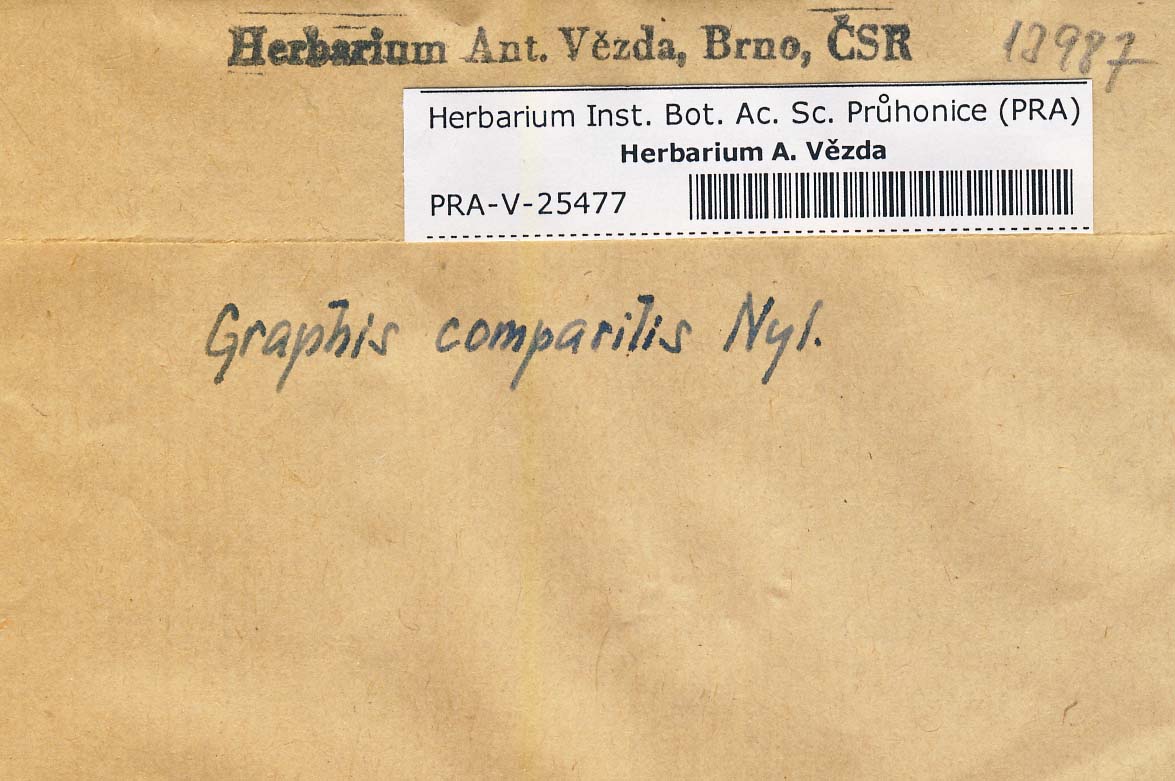 Herbarium Ant. Vězda, Brno, ČSR 13987
Herbarium Inst. Bot. Ac. Sc. Průhonice (PRA)
Herbarium A. Vězda
PRA-V-25477
Graphis comparilis Nyl.